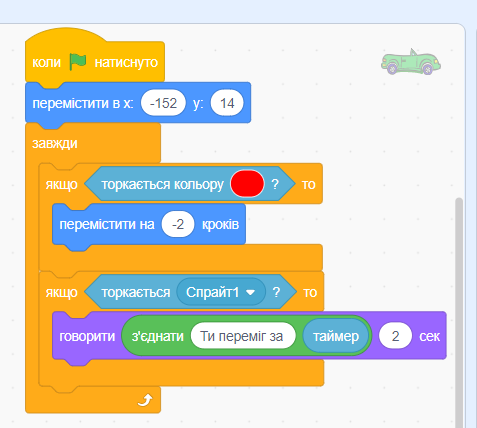 коли натиснуто
перемістити в x: -152 y: 14
завжди
якщо торкається кольору ? то
перемістити на -2 кроків
якщо торкається Спрайт1 ? то
говорити з'єднати Ти переміг за таймер 2 сек